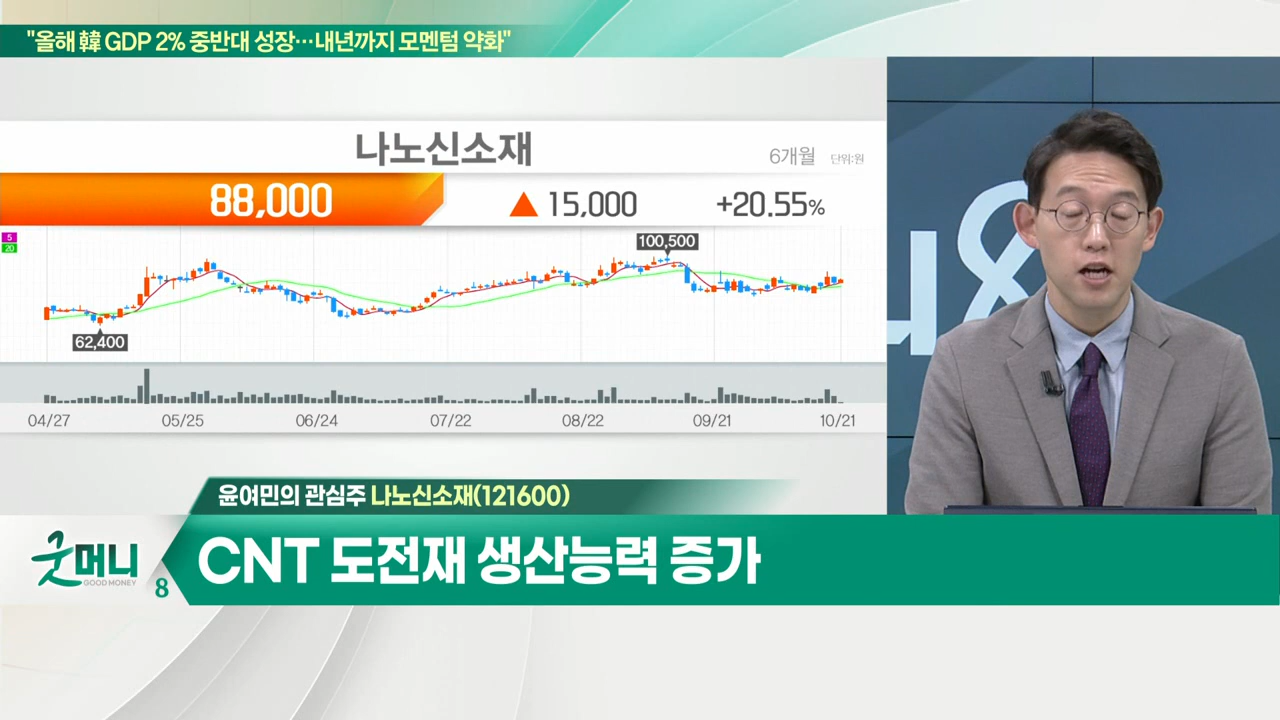 "올해 韓 GDP 2% 중반대 성장…내년까지 모멘텀 약화"
나노신소재
6개월 단위:원
88,000 ▲ 15,000 +20.55%
5
20
100,500
62,400
04/27 05/25 06/24 07/22 08/22 09/21 10/21
윤여민의 관심주 나노신소재(121600)
굿머니
GOOD MONEY
8
CNT 도전재 생산능력 증가